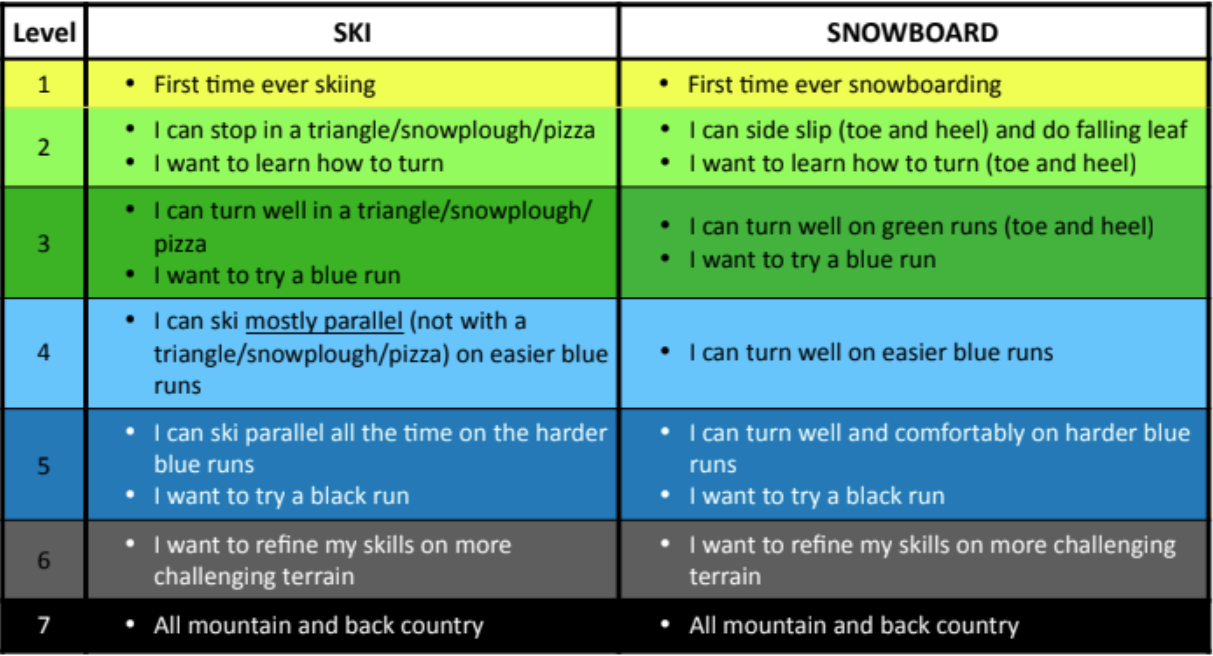 Level SKI SNOWBOARD
1 • First time ever skiing • First time ever snowboarding
2
• I can stop in a triangle/snowplough/pizza
• I want to learn how to turn
• I can side slip (toe and heel) and do falling leaf
• I want to learn how to turn (toe and heel)
3
• I can turn well in a triangle/snowplough/
pizza
• I want to try a blue run
• I can turn well on green runs (toe and heel)
• I want to try a blue run
4
• I can ski mostly parallel (not with a
triangle/snowplough/pizza) on easier blue
runs
• I can turn well on easier blue runs
5
• I can ski parallel all the time on the harder
blue runs
• I want to try a black run
• I can turn well and comfortably on harder blue
runs
• I want to try a black run
6
• I want to refine my skills on more
challenging terrain
• I want to refine my skills on more challenging
terrain
7 • All mountain and back country • All mountain and back country